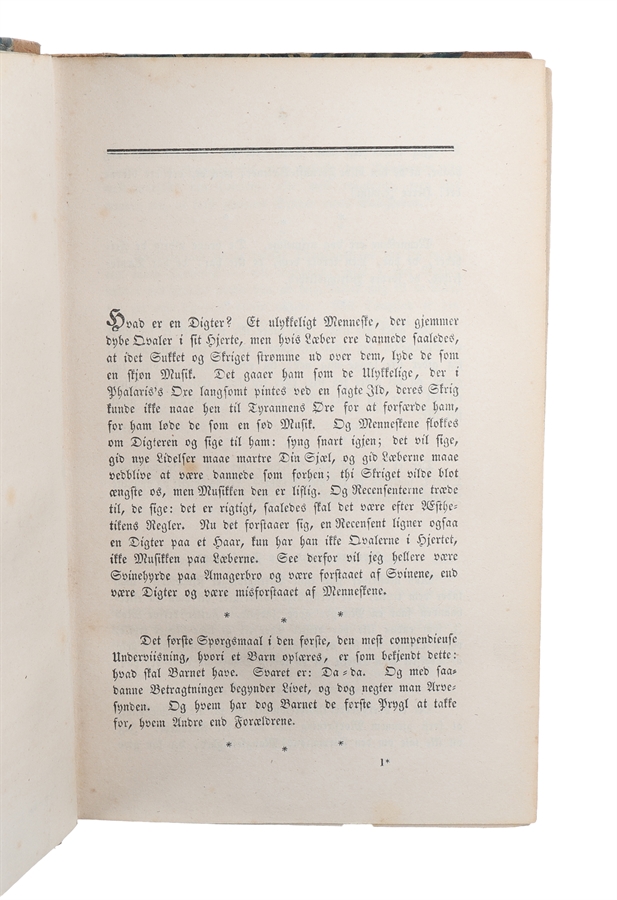 Hvad er en Digter? Et ulykkeligt Menneske, der gjemmer
dybe Qvaler i sit Hjerte, men hvis Læber ere dannede saaledes,
at idet Sukket og Skriget strømme ud over dem, lyde de som
en skjøn Musik. Det gaaer ham som de Ulykkelige, der i
Phalaris's Oxe langsomt pintes ved en sagte Ild, deres Skrig
kunde ikke naae hen til Tyrannens Øre for at forfærde ham,
for ham løde de som en sød Musik. Og Menneskene flokkes
om Digteren og sige til ham: syng snart igjen; det vil sige,
gid nye Lidelser maae martre Din Sjæl, og gid Læberne maae
vedblive at være dannede som forhen; thi Skriget vilde blot
ængste os, men Musikken den er liflig. Og Recensenterne træde
til, de sige: det er rigtigt, saaledes skal det være efter Æsthe-
tikens Regler. Nu det forstaaer sig, en Recensent ligner ogsaa
en Digter paa et Haar, kun har han ikke Qvalerne i Hjertet,
ikke Musikken paa Læberne. See derfor vil jeg hellere være
Svinehyrde paa Amagerbro og være forstaaet af Svinene, end
være Digter og være misforstaaet af Menneskene.
* * *
Det første Spørgsmaal i den første, den mest compendieuse
Underviisning, hvori et Barn oplæres, er som bekjendt dette:
hvad skal Barnet have. Svaret er: Da-da. Og med saa-
danne Betragtninger begynder Livet, og dog negter man Arve-
synden. Og hvem har dog Barnet de første Prygl at takke
for, hvem Andre end Forældrene.
* * *
1*